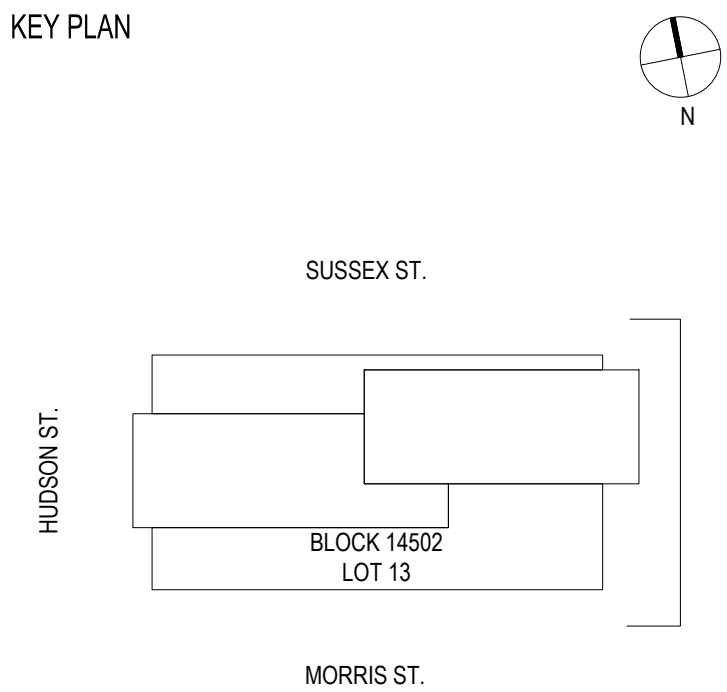 KEY PLAN
N
SUSSEX ST.
HUDSON ST.
BLOCK 14502
LOT 13
MORRIS ST.